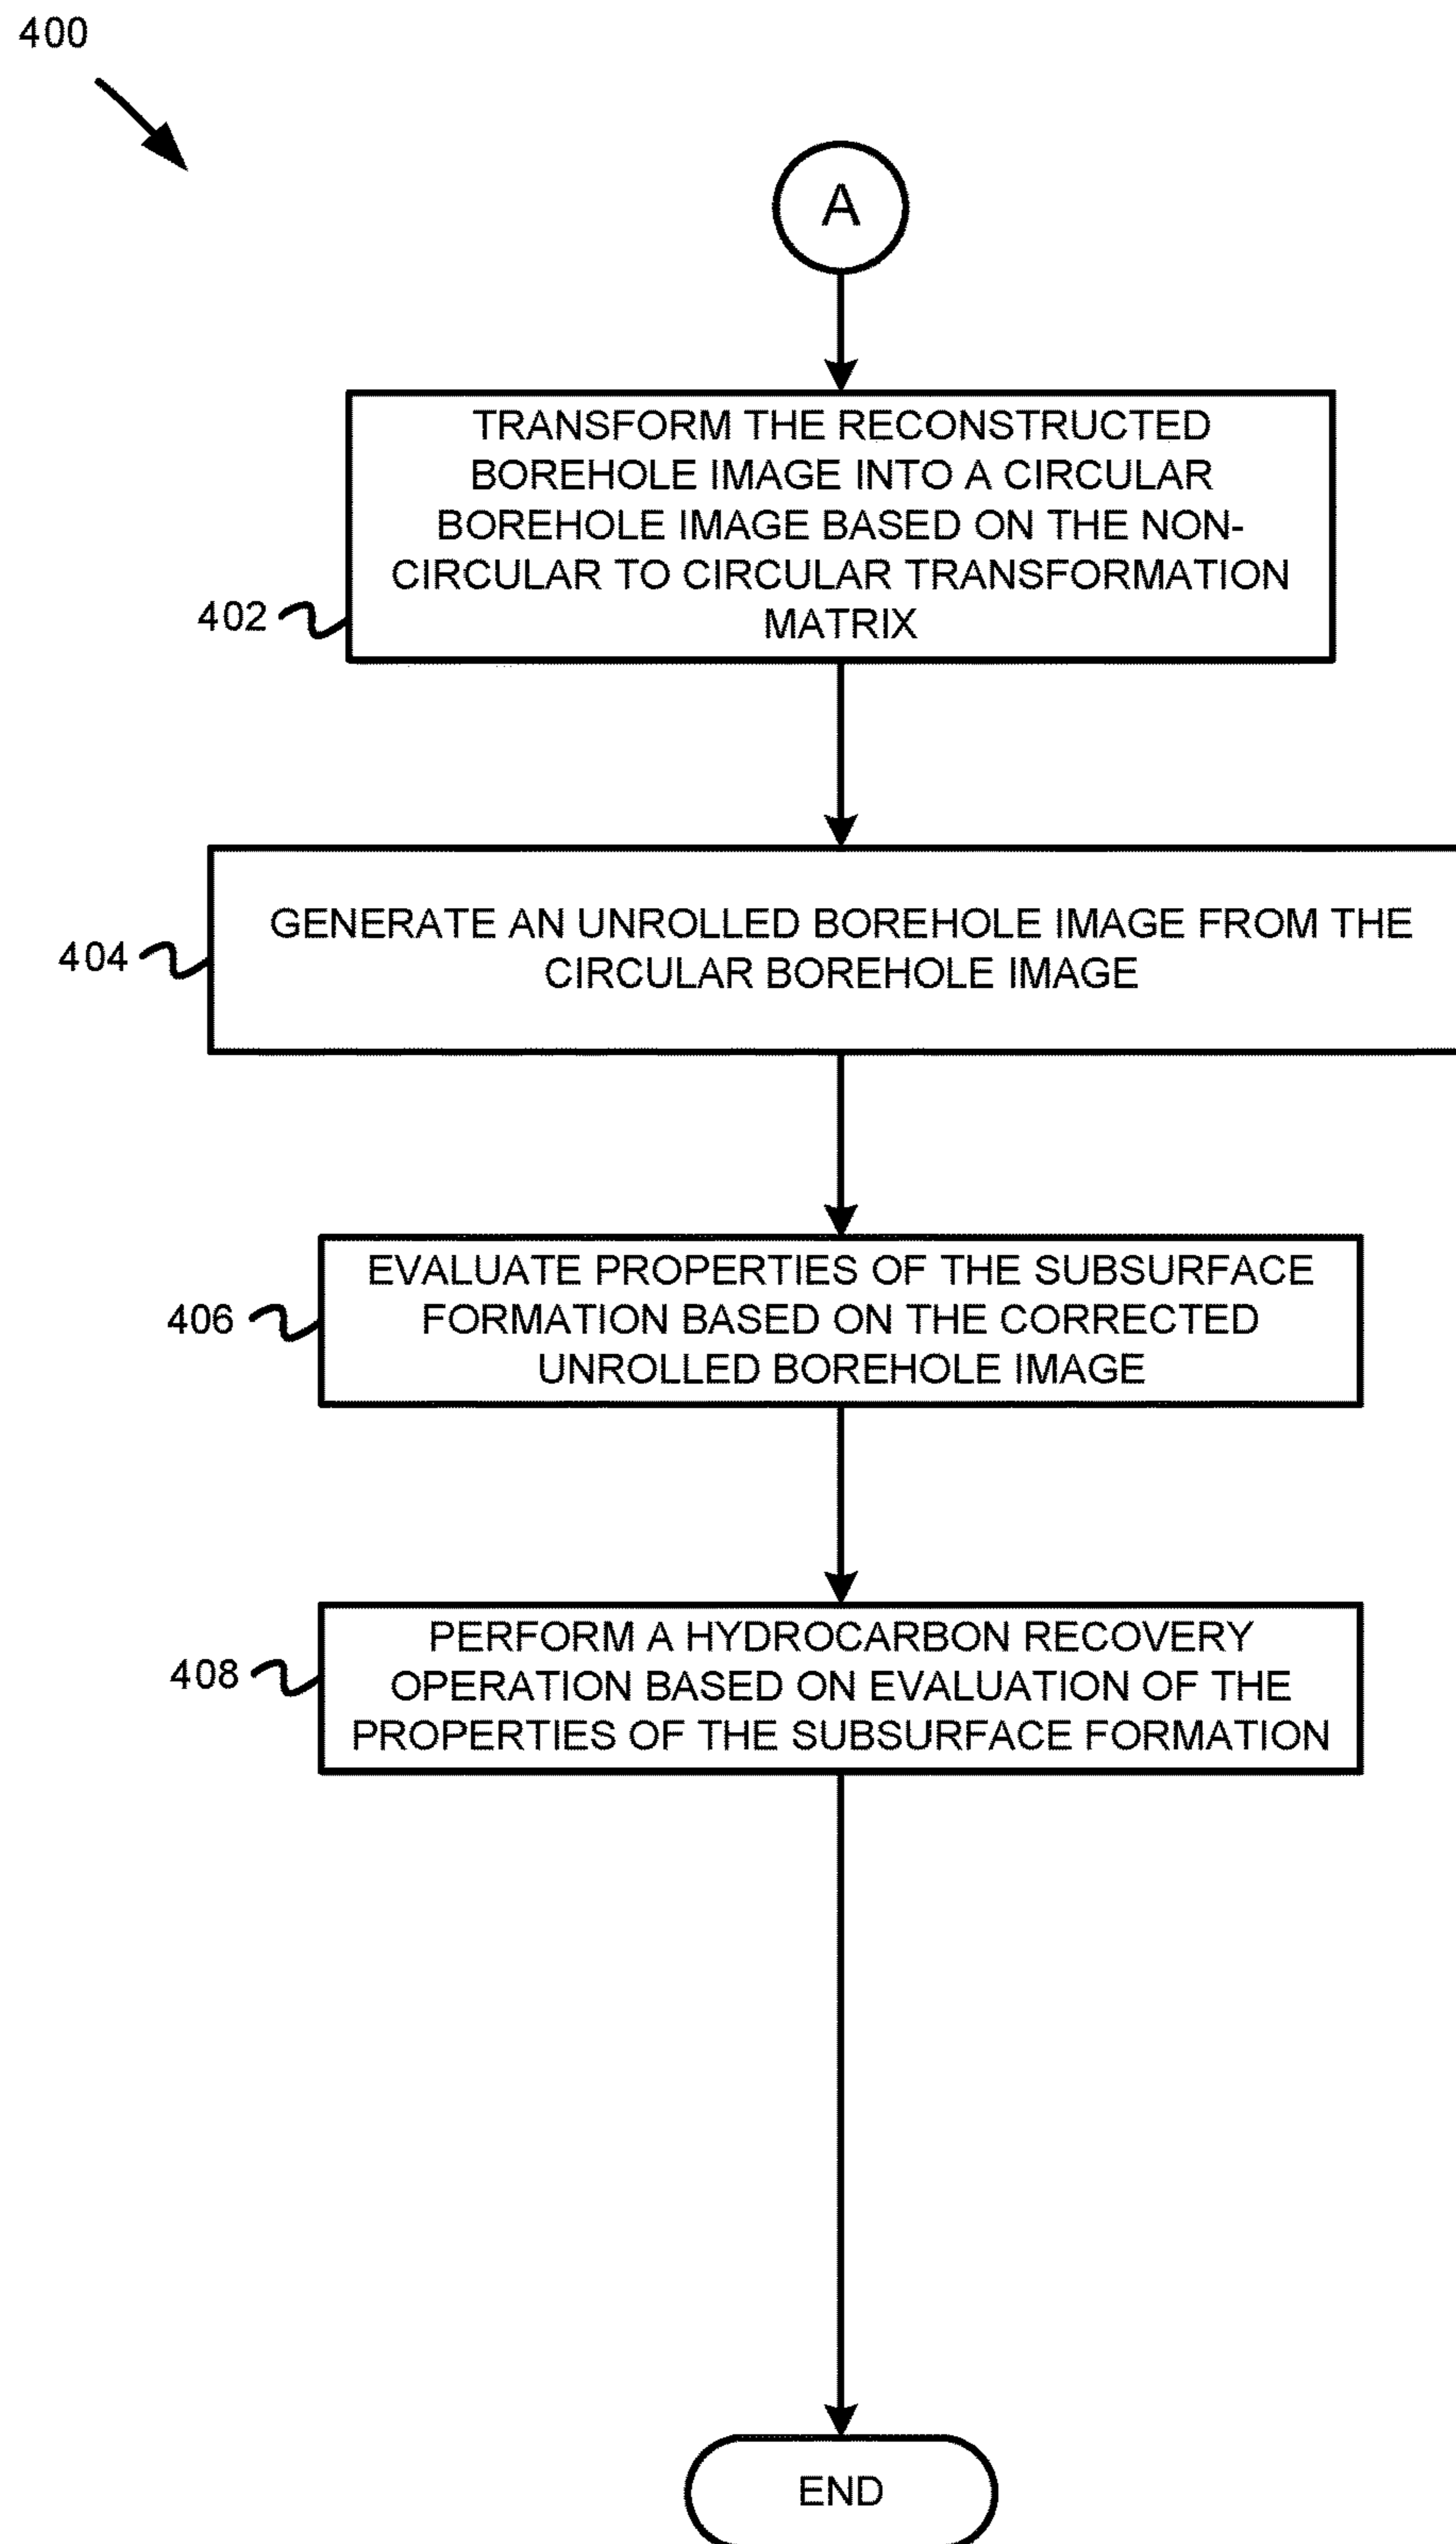 400
A
TRANSFORM THE RECONSTRUCTED
BOREHOLE IMAGE INTO A CIRCULAR
BOREHOLE IMAGE BASED ON THE NON-
CIRCULAR TO CIRCULAR TRANSFORMATION
MATRIX
402
GENERATE AN UNROLLED BOREHOLE IMAGE FROM THE
CIRCULAR BOREHOLE IMAGE
404
EVALUATE PROPERTIES OF THE SUBSURFACE
FORMATION BASED ON THE CORRECTED
UNROLLED BOREHOLE IMAGE
406
PERFORM A HYDROCARBON RECOVERY
OPERATION BASED ON EVALUATION OF THE
PROPERTIES OF THE SUBSURFACE FORMATION
408
END